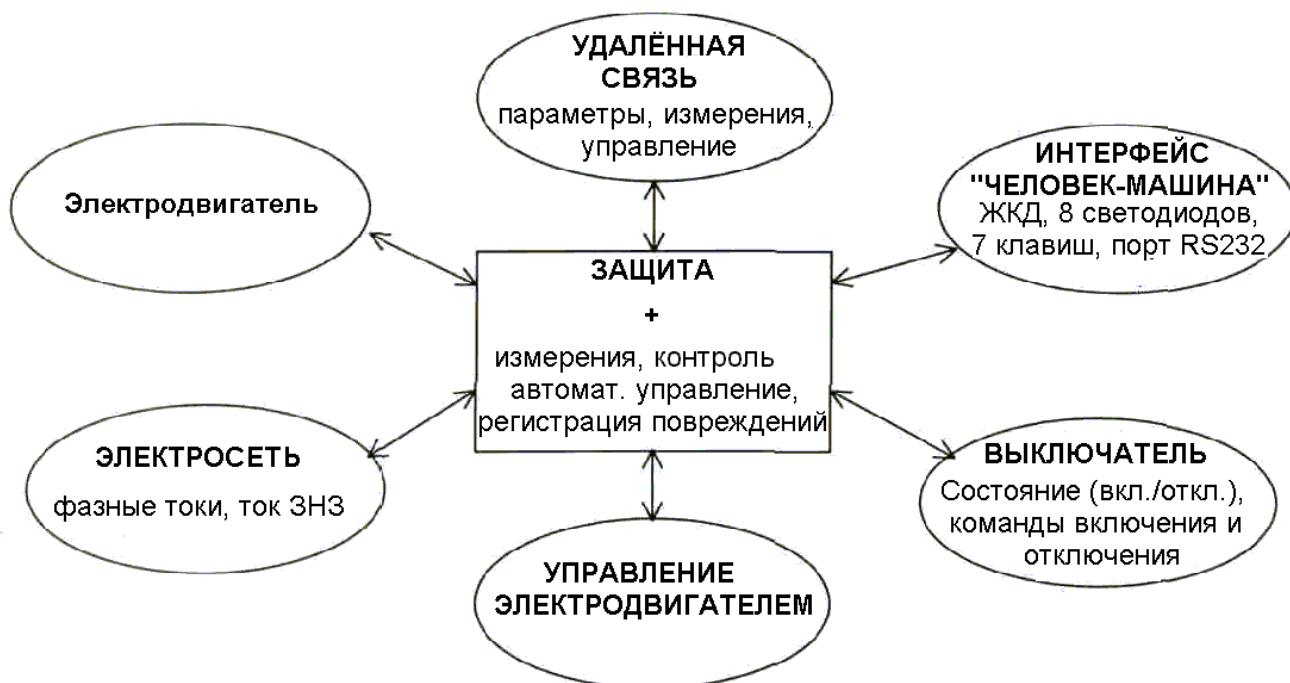 УДАЛЁННАЯ
СВЯЗЬ
параметры, измерения,
управление
Электродвигатель
ИНТЕРФЕЙС
"ЧЕЛОВЕК-МАШИНА"
ЖКД, 8 светодиодов,
7 клавиш, порт RS232
ЗАЩИТА
+
измерения, контроль
автомат. управление,
регистрация повреждений
ЭЛЕКТРОСЕТЬ
фазные токи, ток ЗНЗ
ВЫКЛЮЧАТЕЛЬ
Состояние (вкл./откл.),
команды включения и
отключения
УПРАВЛЕНИЕ
ЭЛЕКТРОДВИГАТЕЛЕМ